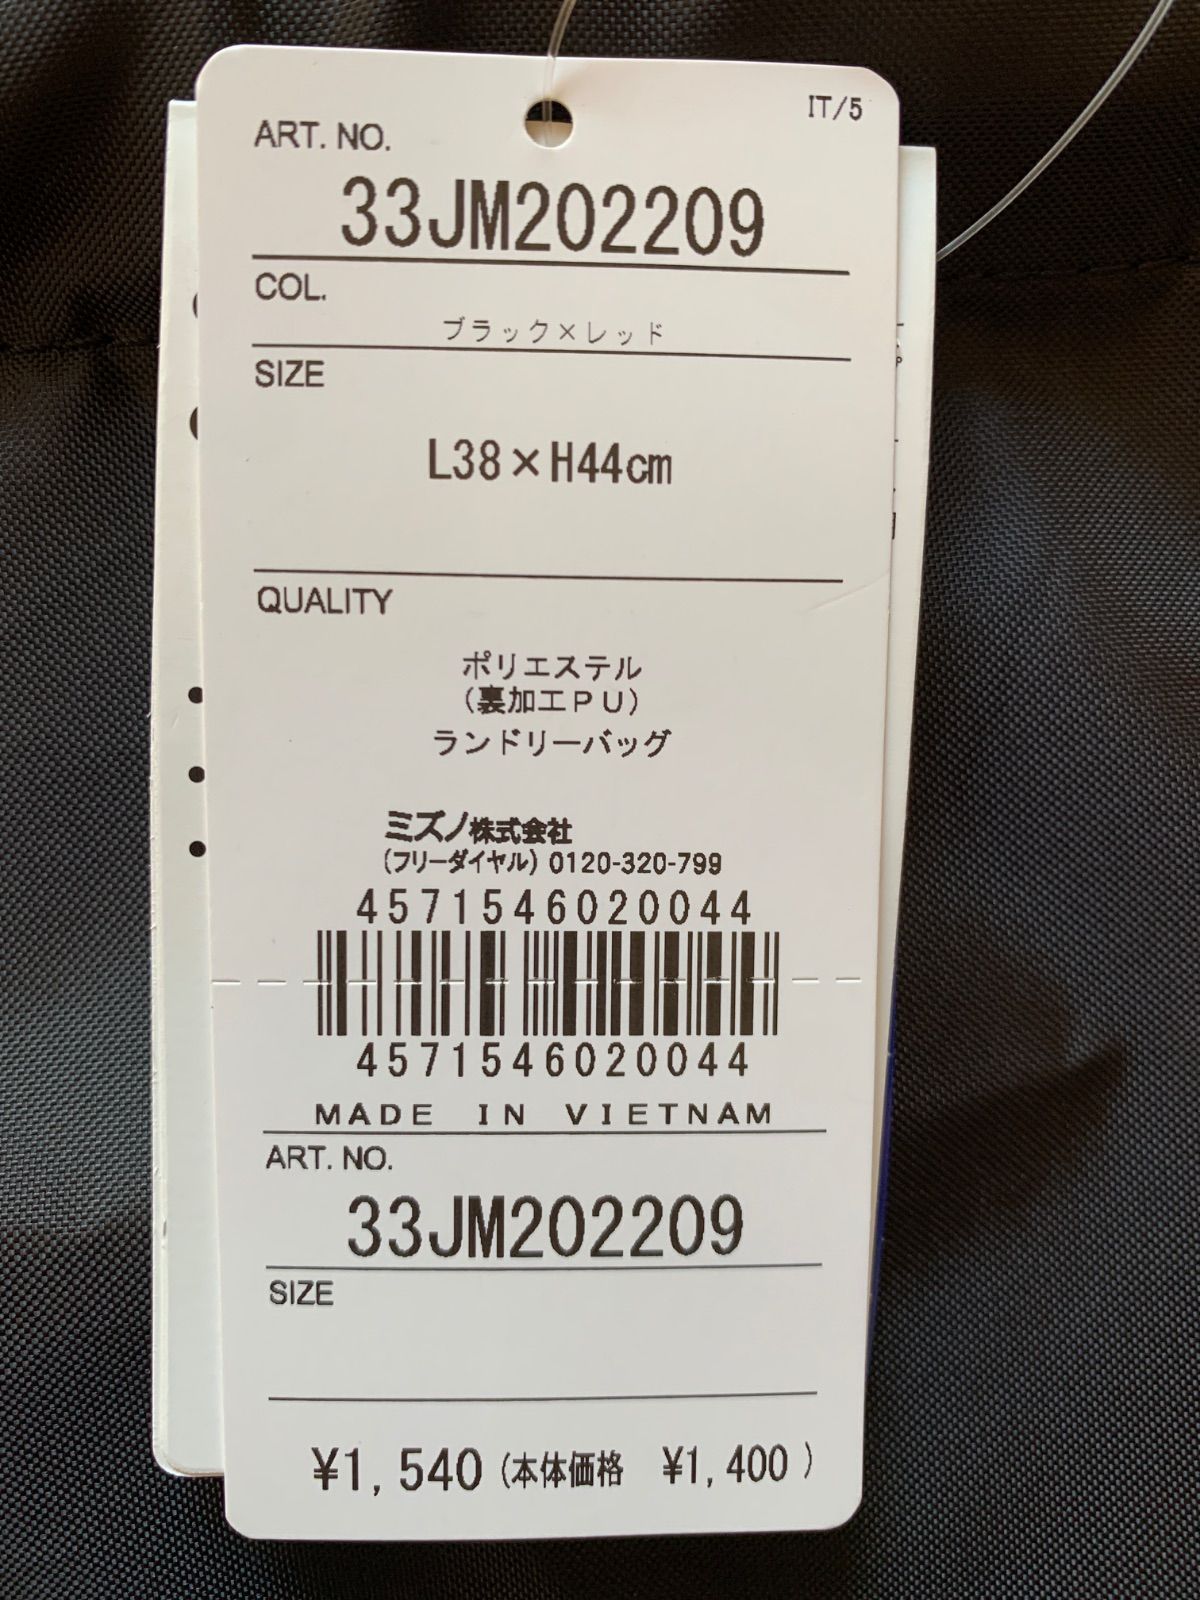 IT/5
ART. NO.
33JM202209
COL.
ブラック×レッド
SIZE
L38×H44cm
QUALITY
ポリエステル
(裏加工PU)
ランドリーバッグ
ミズノ株式会社
(フリーダイヤル) 0120-320-799
4571546020044
4571546020044
MADE IN VIETNAM
ART. NO.
33JM202209
SIZE
¥1,540 (本体価格 ¥1,400 )